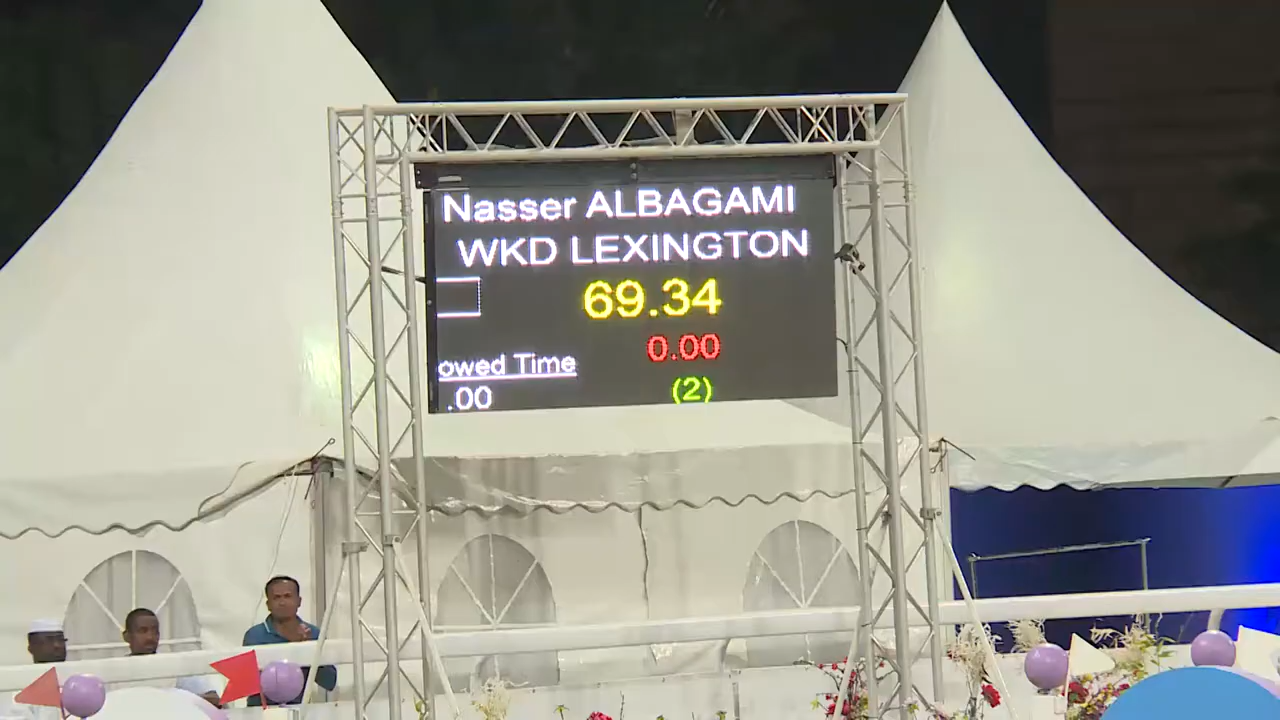 Nasser ALBAGAMI
WKD LEXINGTON
69.34
0.00
owed Time
.00
(2)